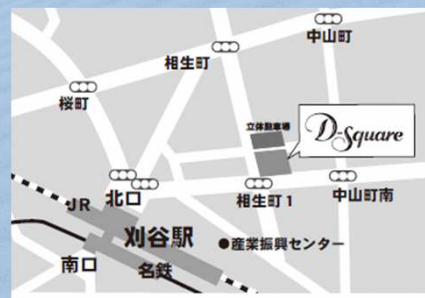 中山町
相生町
桜町
立体駐車場
D-Square
北口
JR
相生町1
中山町南
刈谷駅
●産業振興センター
南口
名鉄